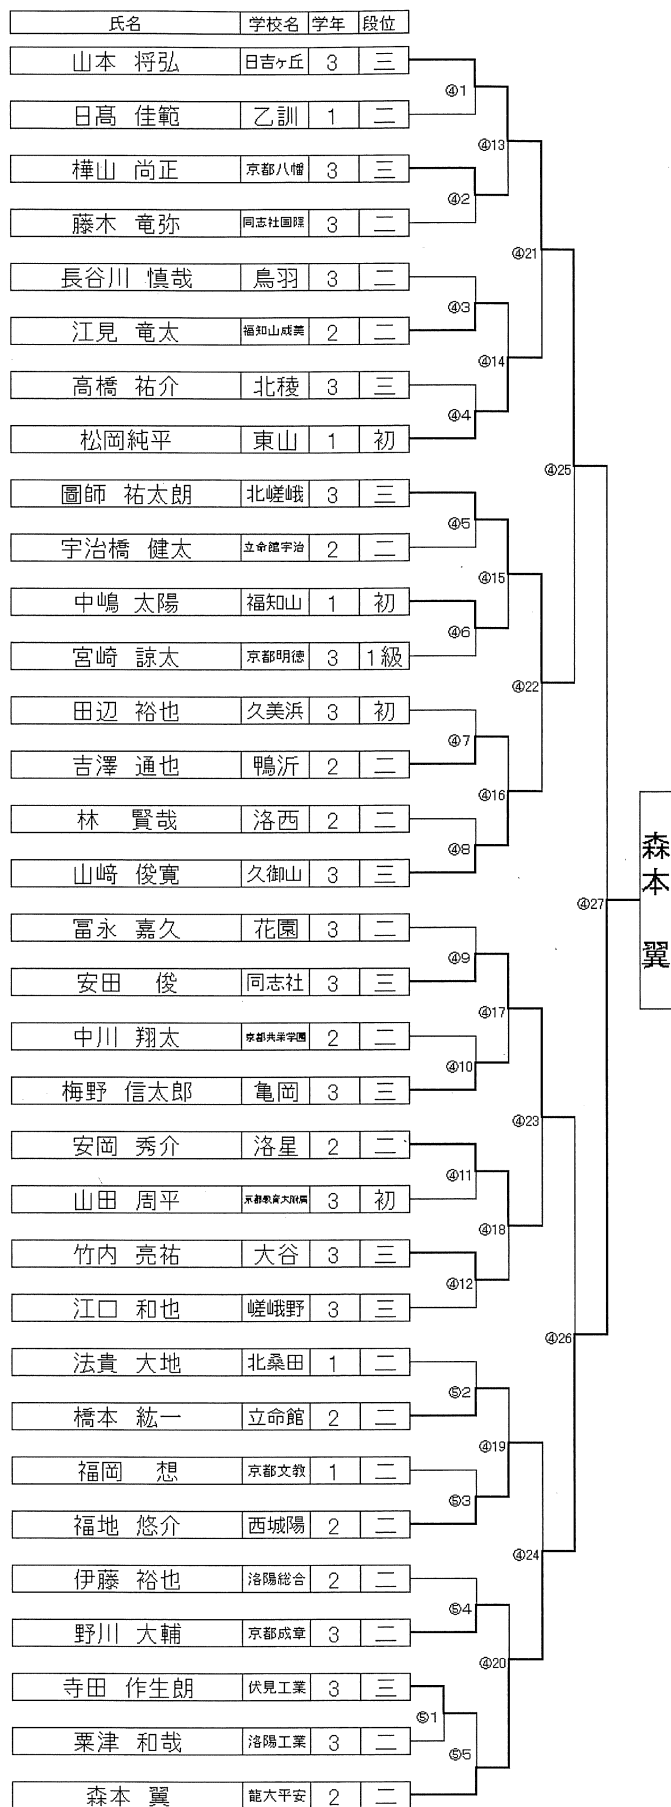 氏名 学校名 学年 段位
山本 将弘 日吉ヶ丘 3 三
④1
日髙 佳範 乙訓 1 二
④13
樺山 尚正 京都八幡 3 三
④2
藤木 竜弥 同志社国際 3 二
④21
長谷川 慎哉 鳥羽 3 二
④3
江見 竜太 福知山成美 2 二
④14
高橋 祐介 北稜 3 三
④4
松岡純平 東山 1 初
④25
圖師 祐太朗 北嵯峨 3 三
④5
宇治橋 健太 立命館宇治 2 二
④15
中嶋 太陽 福知山 1 初
④6
宮崎 諒太 京都明徳 3 1級
④22
田辺 裕也 久美浜 3 初
④7
吉澤 通也 鴨沂 2 二
④16
林 賢哉 洛西 2 二
④8
山﨑 俊寛 久御山 3 三
④27
森本 翼
冨永 嘉久 花園 3 二
④9
安田 俊 同志社 3 三
④17
中川 翔太 京都共栄学園 2 二
④10
梅野 信太郎 亀岡 3 三
④23
安岡 秀介 洛星 2 二
④11
山田 周平 京都教育大附属 3 初
④18
竹内 亮祐 大谷 3 三
④12
江口 和也 嵯峨野 3 三
④26
法貴 大地 北桑田 1 二
⑤2
橋本 紘一 立命館 2 二
④19
福岡 想 京都文教 1 二
⑤3
福地 悠介 西城陽 2 二
④24
伊藤 裕也 洛陽総合 2 二
⑤4
野川 大輔 京都成章 3 二
④20
寺田 作生朗 伏見工業 3 三
⑤1
粟津 和哉 洛陽工業 3 二
⑤5
森本 翼 龍大平安 2 二